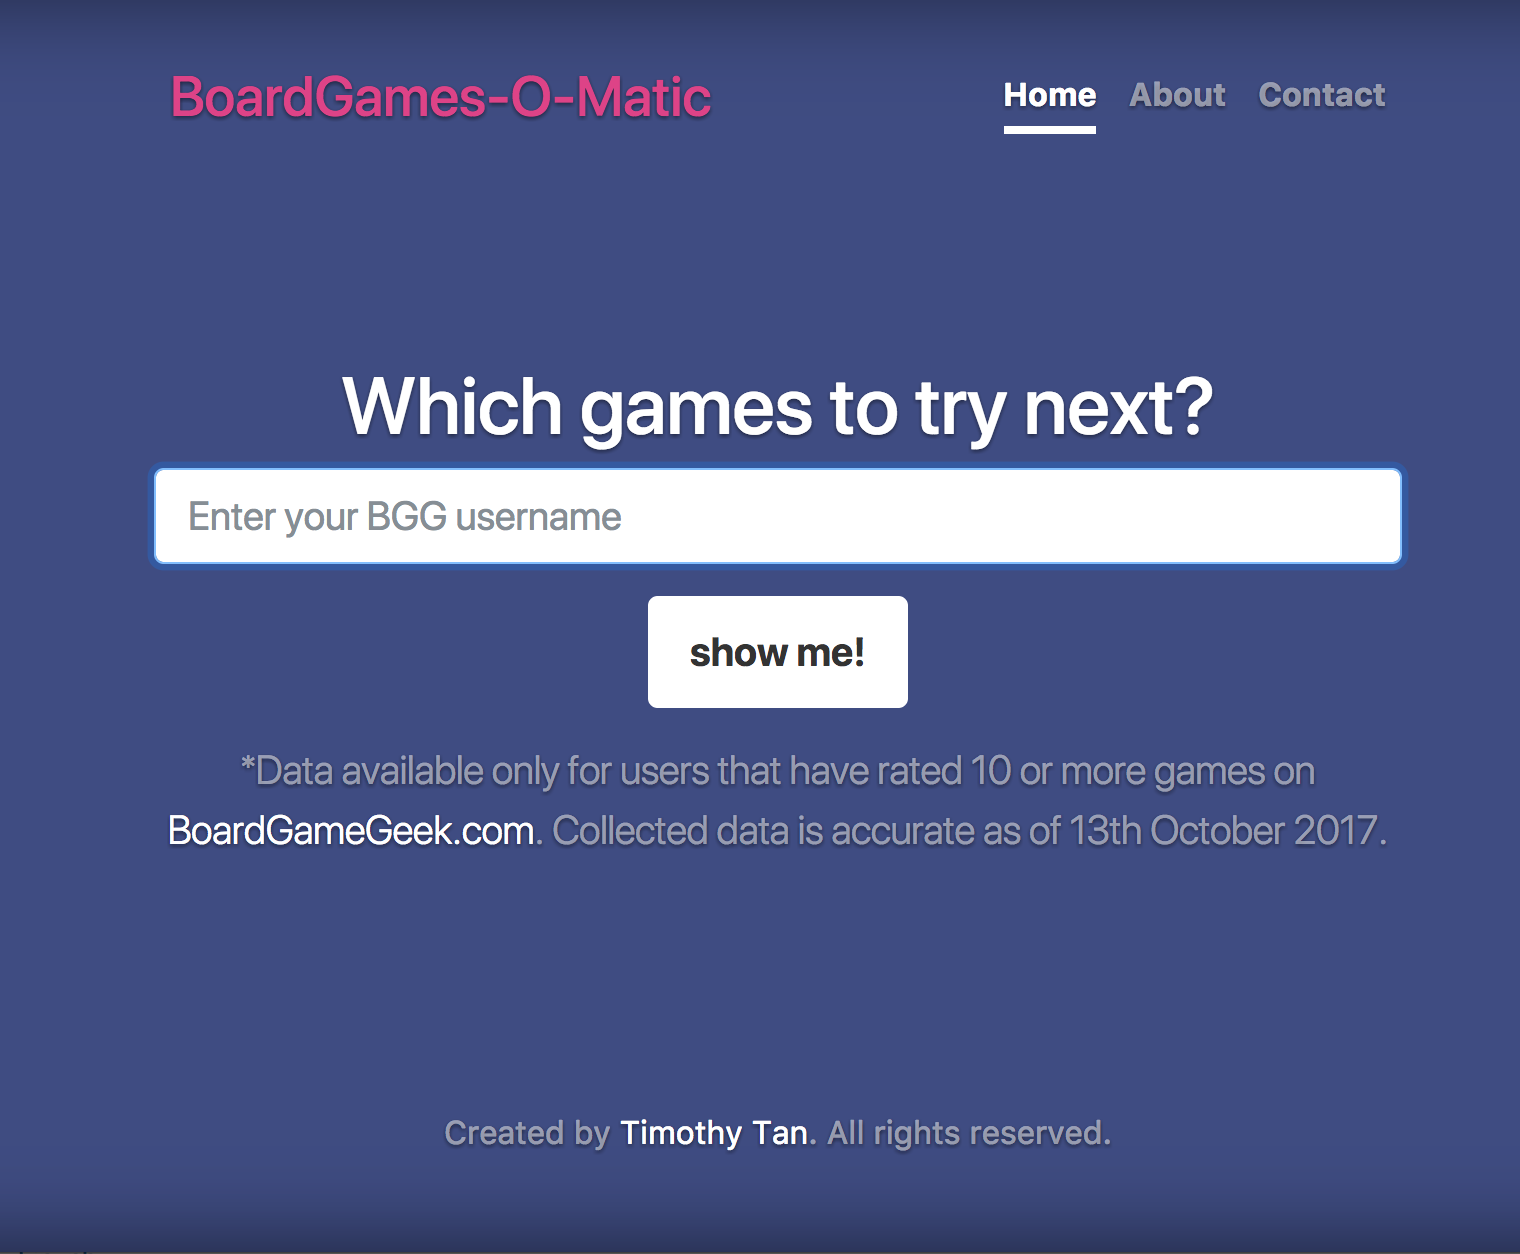 BoardGames-O-Matic
Home About Contact
Which games to try next?
Enter your BGG username
show me!
*Data available only for users that have rated 10 or more games on
BoardGameGeek.com. Collected data is accurate as of 13th October 2017.
Created by Timothy Tan. All rights reserved.